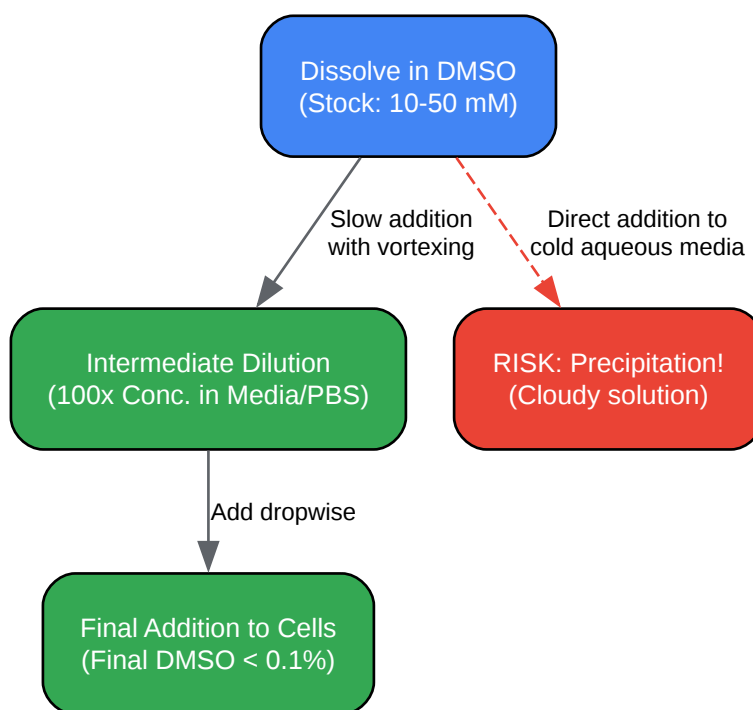 Dissolve in DMSO
(Stock: 10-50 mM)
Slow addition
with vortexing
Direct addition to
cold aqueous media
Intermediate Dilution
(100x Conc. in Media/PBS)
RISK: Precipitation!
(Cloudy solution)
Add dropwise
Final Addition to Cells
(Final DMSO < 0.1%)